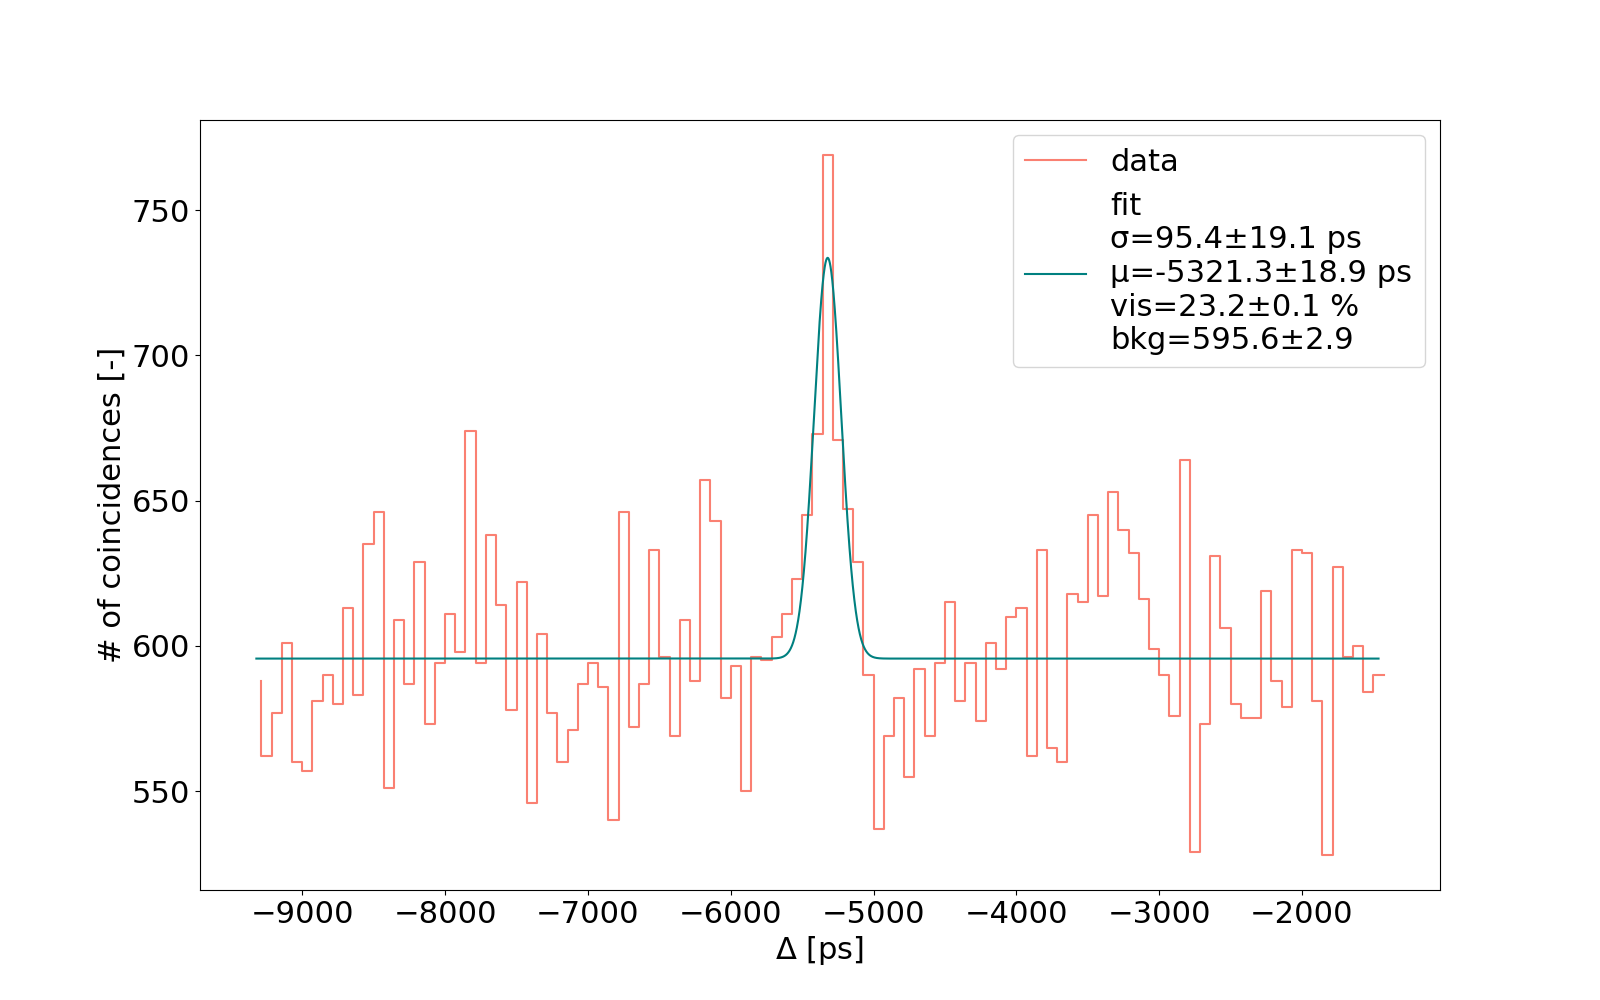 data
fit
σ=95.4±19.1 ps
μ=-5321.3±18.9 ps
vis=23.2±0.1 %
bkg=595.6±2.9
750
700
650
600
550
# of coincidences [-]
−9000 −8000 −7000 −6000 −5000 −4000 −3000 −2000
Δ [ps]